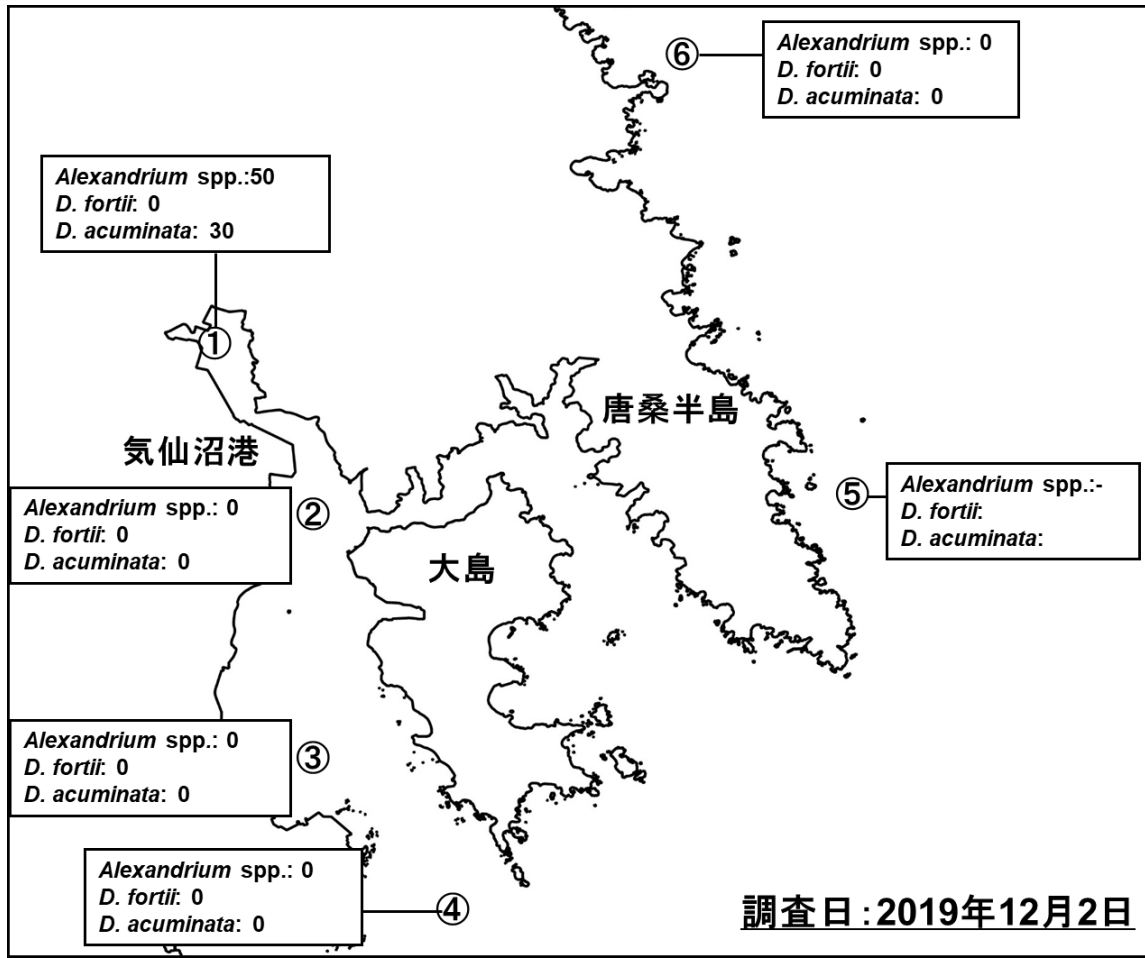 ⑥
Alexandrium spp.: 0
D. fortii: 0
D. acuminata: 0
Alexandrium spp.:50
D. fortii: 0
D. acuminata: 30
①
唐桑半島
気仙沼港
Alexandrium spp.: 0
D. fortii: 0
D. acuminata: 0
②
⑤
Alexandrium spp.:-
D. fortii:
D. acuminata:
大島
Alexandrium spp.: 0
D. fortii: 0
D. acuminata: 0
③
Alexandrium spp.: 0
D. fortii: 0
D. acuminata: 0
④
調査日:2019年12月2日